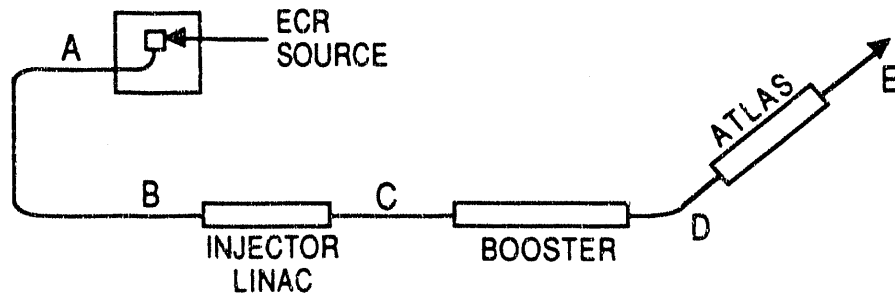 ECR
SOURCE
A
ATLAS
E
B
C
D
INJECTOR
LINAC
BOOSTER